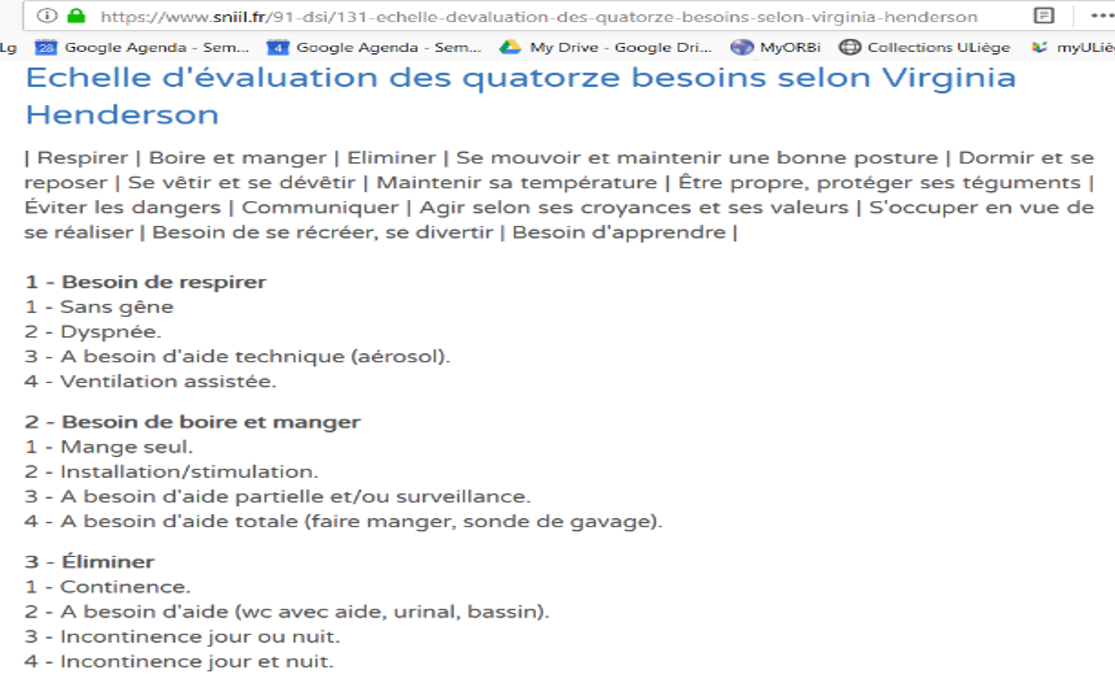 https://www.sniil.fr/91-dsi/131-echelle-devaluation-des-quatorze-besoins-selon-virginia-henderson
Lg 28 Google Agenda - Sem... 4 Google Agenda - Sem... My Drive - Google Dri... MyORBi Collections ULiège myULiè
Echelle d'évaluation des quatorze besoins selon Virginia
Henderson
| Respirer | Boire et manger | Eliminer | Se mouvoir et maintenir une bonne posture | Dormir et se
reposer | Se vêtir et se dévêtir | Maintenir sa température | Être propre, protéger ses téguments |
Éviter les dangers | Communiquer | Agir selon ses croyances et ses valeurs | S'occuper en vue de
se réaliser | Besoin de se récréer, se divertir | Besoin d'apprendre |
1 - Besoin de respirer
1 - Sans gêne
2 - Dyspnée.
3 - A besoin d'aide technique (aérosol).
4 - Ventilation assistée.
2 - Besoin de boire et manger
1 - Mange seul.
2 - Installation/stimulation.
3 - A besoin d'aide partielle et/ou surveillance.
4 - A besoin d'aide totale (faire manger, sonde de gavage).
3 - Éliminer
1 - Continence.
2 - A besoin d'aide (wc avec aide, urinal, bassin).
3 - Incontinence jour ou nuit.
4 - Incontinence jour et nuit.